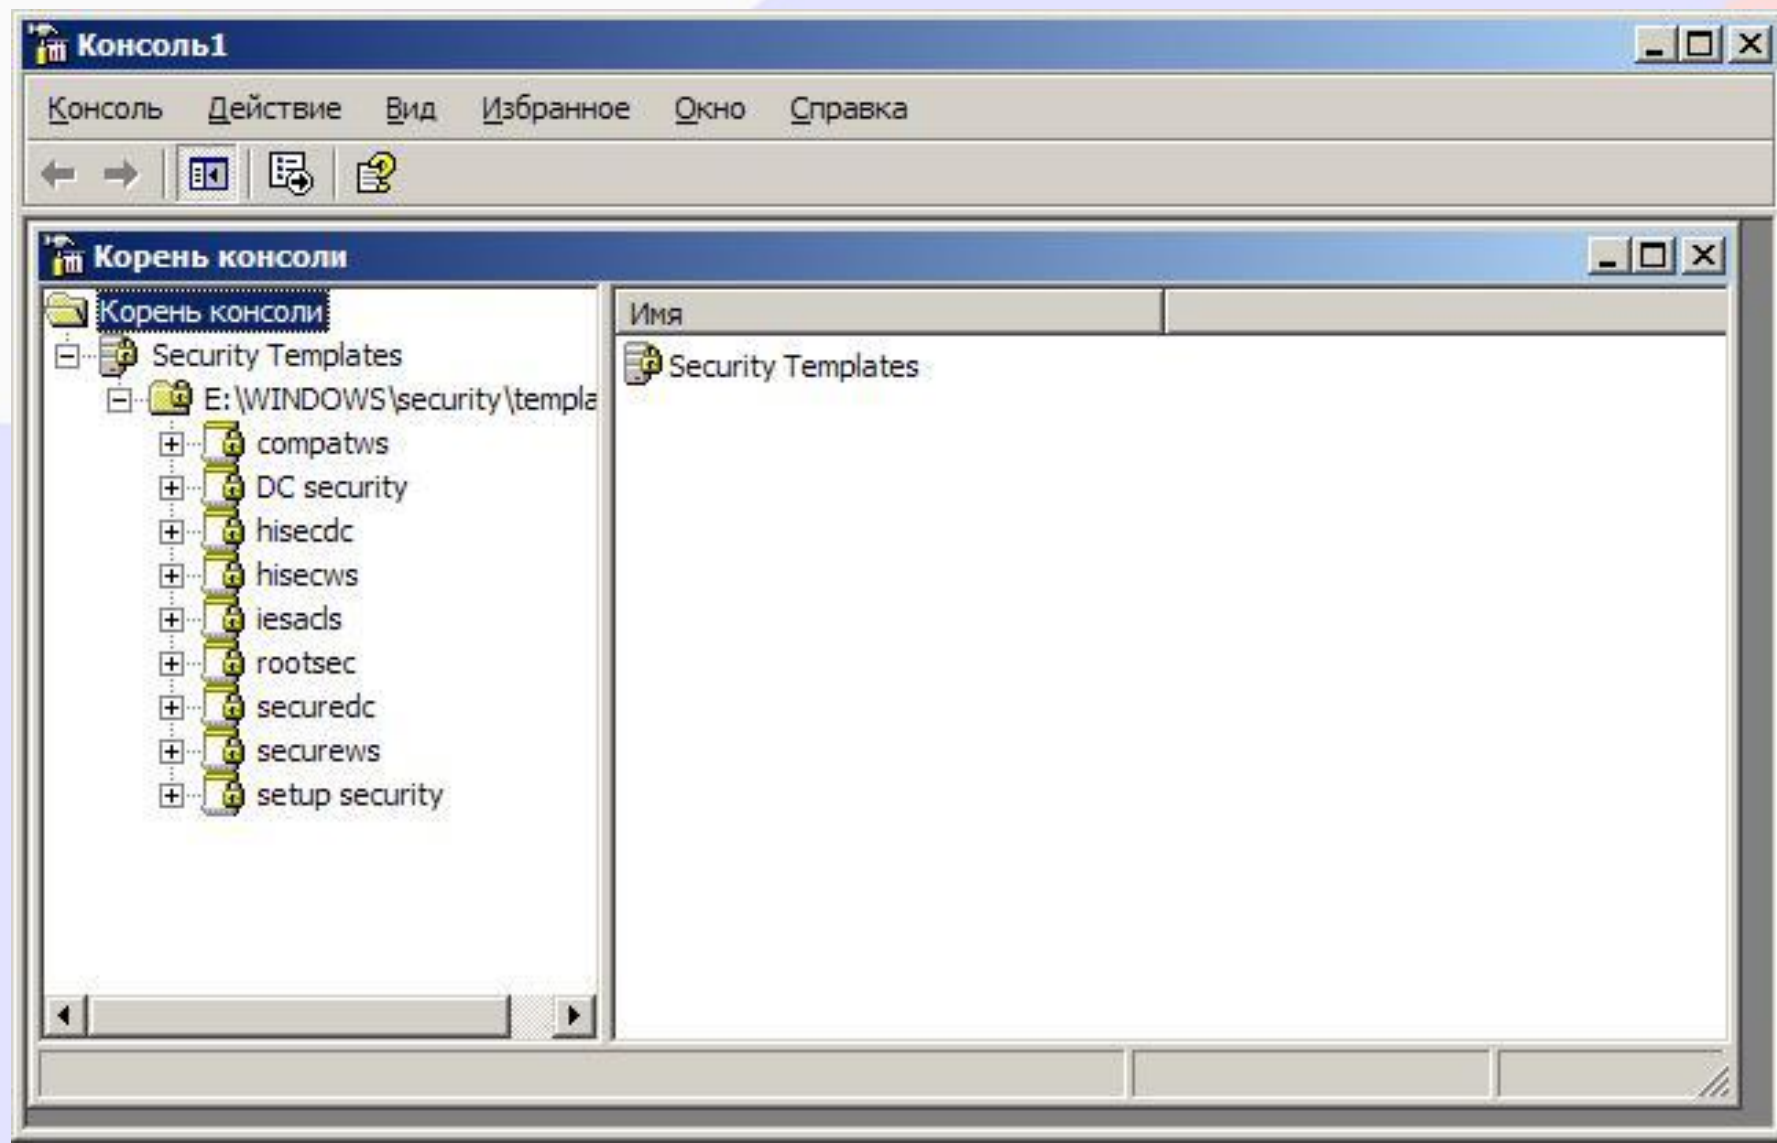 Консоль1
Консоль Действие Вид Избранное Окно Справка
Корень консоли
Корень консоли
Security Templates
E:\WINDOWS\security\templa
compatws
DC security
hisecdc
hisecws
iesacls
rootsec
securedc
securews
setup security
Имя
Security Templates